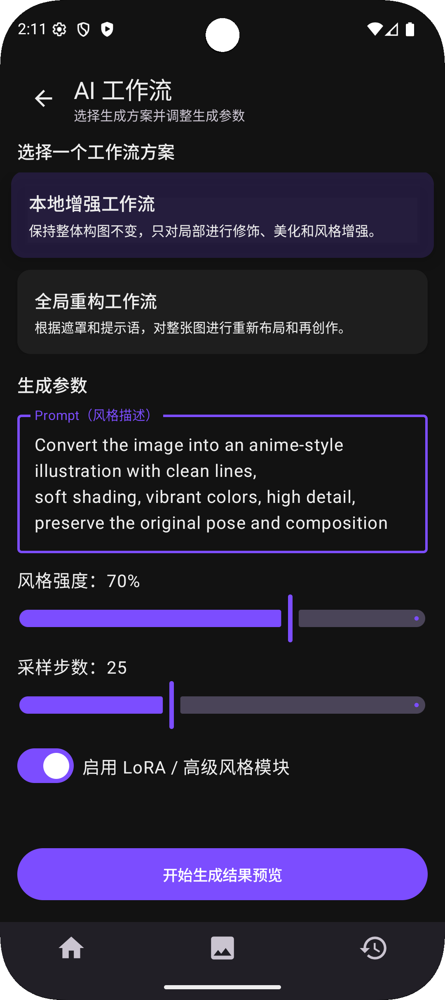 2:11
AI 工作流
选择生成方案并调整生成参数
选择一个工作流方案
本地增强工作流
保持整体构图不变，只对局部进行修饰、美化和风格增强。
全局重构工作流
根据遮罩和提示语，对整张图进行重新布局和再创作。
生成参数
Prompt（风格描述）
Convert the image into an anime-style
illustration with clean lines,
soft shading, vibrant colors, high detail,
preserve the original pose and composition
风格强度：70%
采样步数：25
启用 LoRA / 高级风格模块
开始生成结果预览